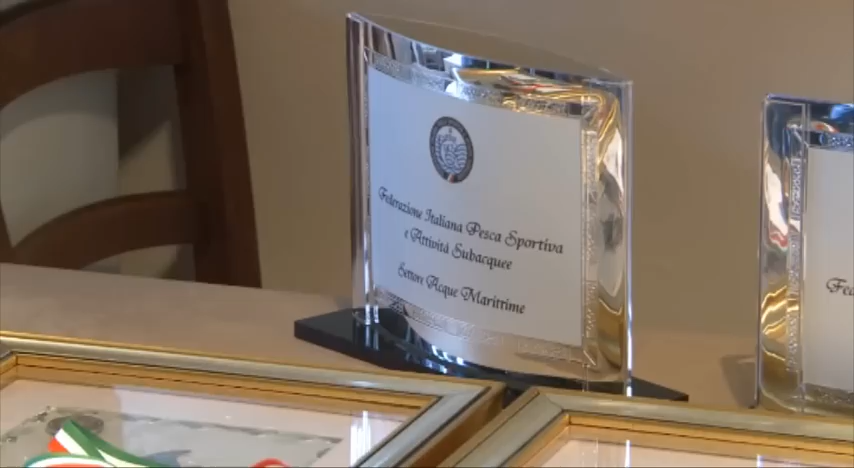 Federazione Italiana Pesca Sportiva
e Attività Subacquee
Settore Acque Marittime